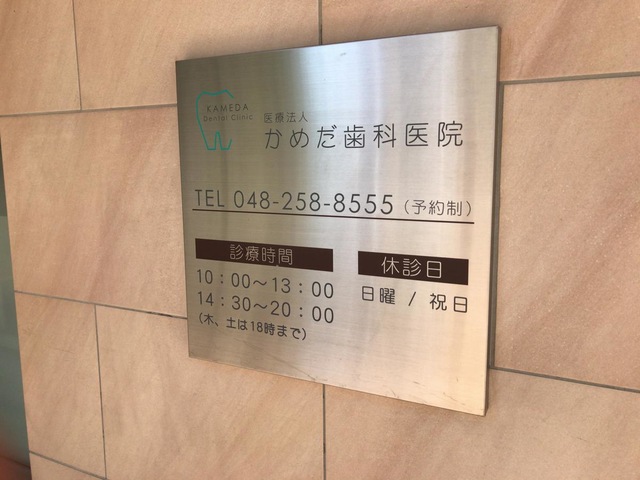 KAMEDA
Dental Clinic
医療法人
かめだ歯科医院
TEL 048-258-8555（予約制）
診療時間
10：00～13：00
14：30～20：00
（木、土は18時まで）
休診日
日曜 / 祝日